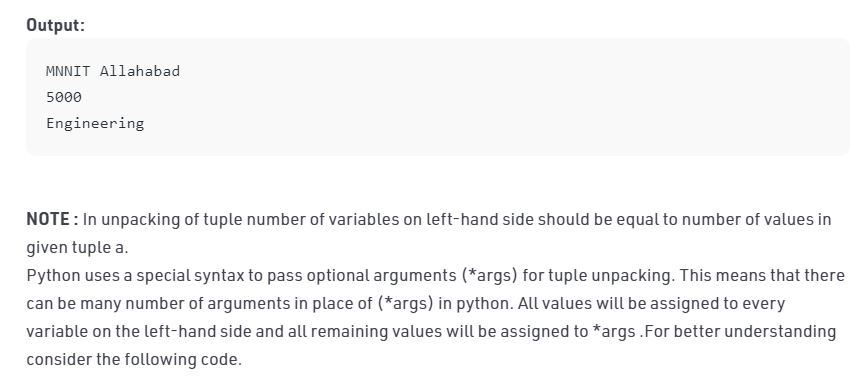 Output:
MNNIT Allahabad
5000
Engineering
NOTE : In unpacking of tuple number of variables on left-hand side should be equal to number of values in
given tuple a.
Python uses a special syntax to pass optional arguments (*args) for tuple unpacking. This means that there
can be many number of arguments in place of (*args) in python. All values will be assigned to every
variable on the left-hand side and all remaining values will be assigned to *args .For better understanding
consider the following code.